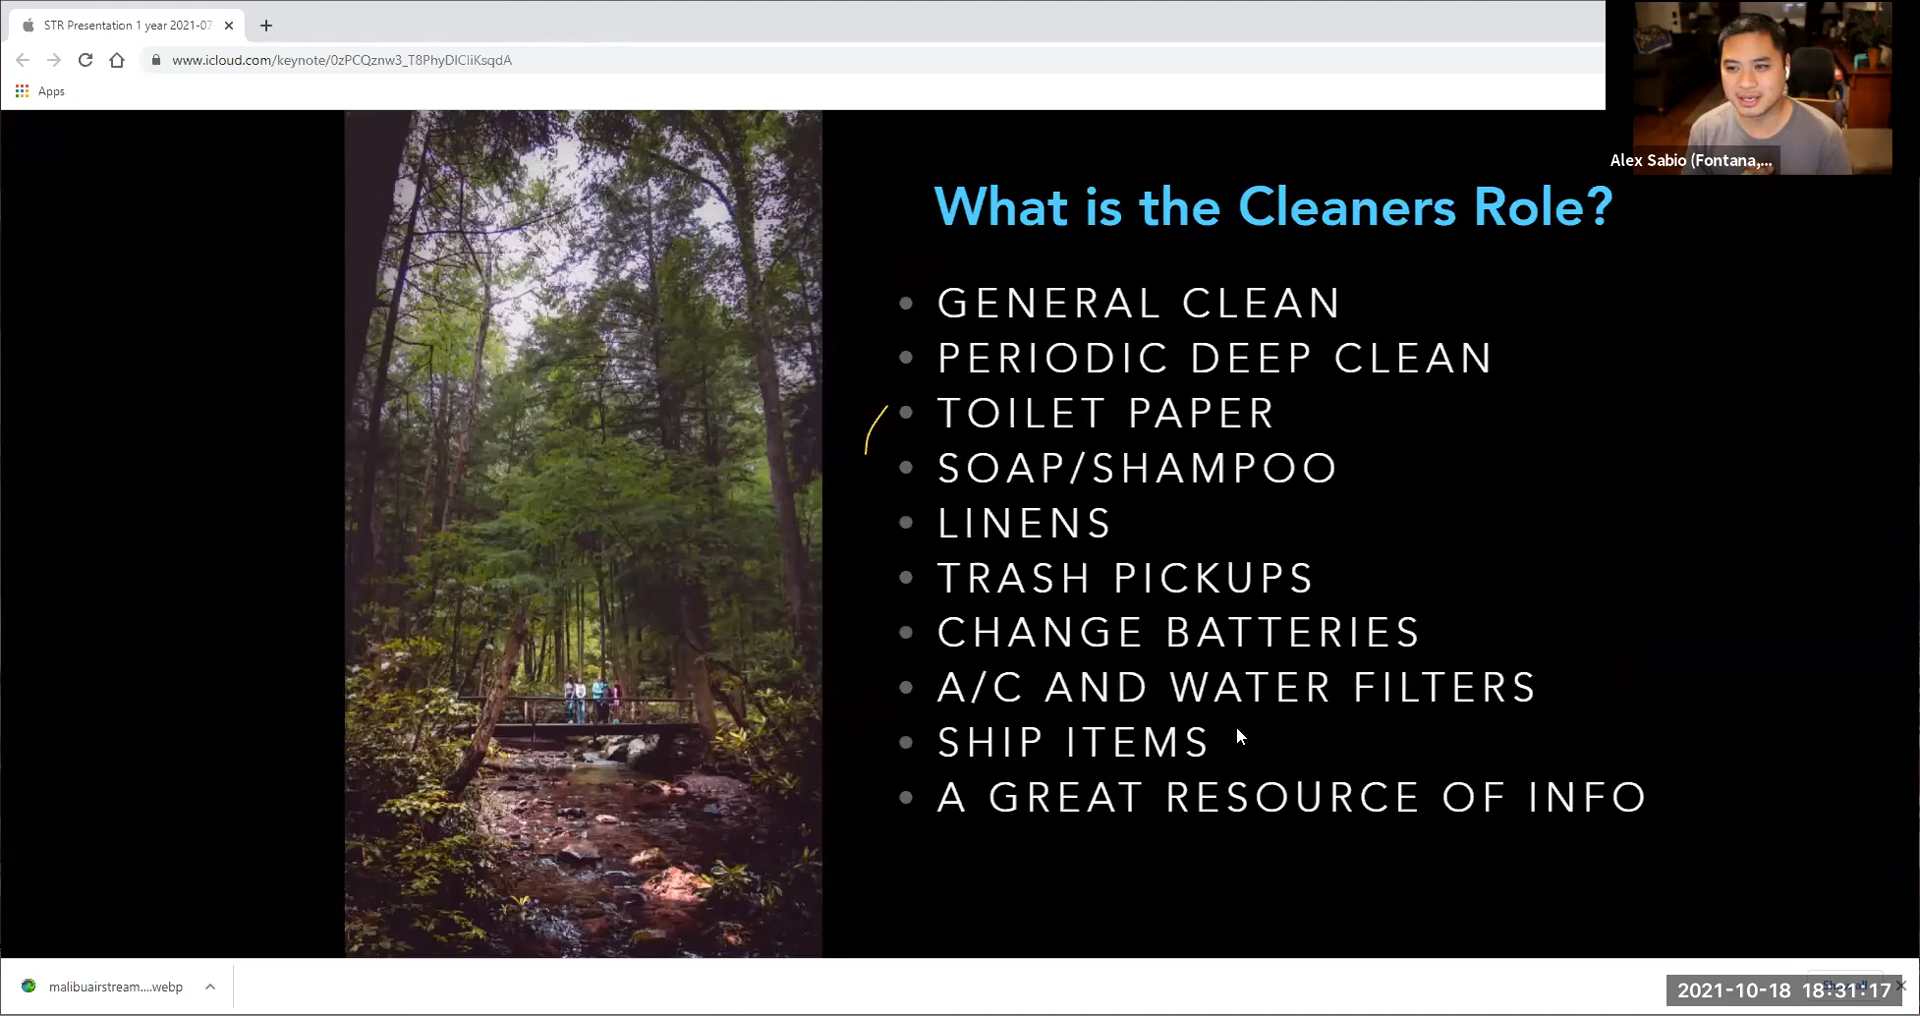 STR Presentation 1 year 2021-07
www.icloud.com/keynote/0zPCQznw3_T8PhyDlCIiKsqdA
Apps
Alex Sabio (Fontana,...
What is the Cleaners Role?
GENERAL CLEAN
PERIODIC DEEP CLEAN
TOILET PAPER
SOAP/SHAMPOO
LINENS
TRASH PICKUPS
CHANGE BATTERIES
A/C AND WATER FILTERS
SHIP ITEMS
A GREAT RESOURCE OF INFO
malibuairstream....webp
2021-10-18 18:31:17